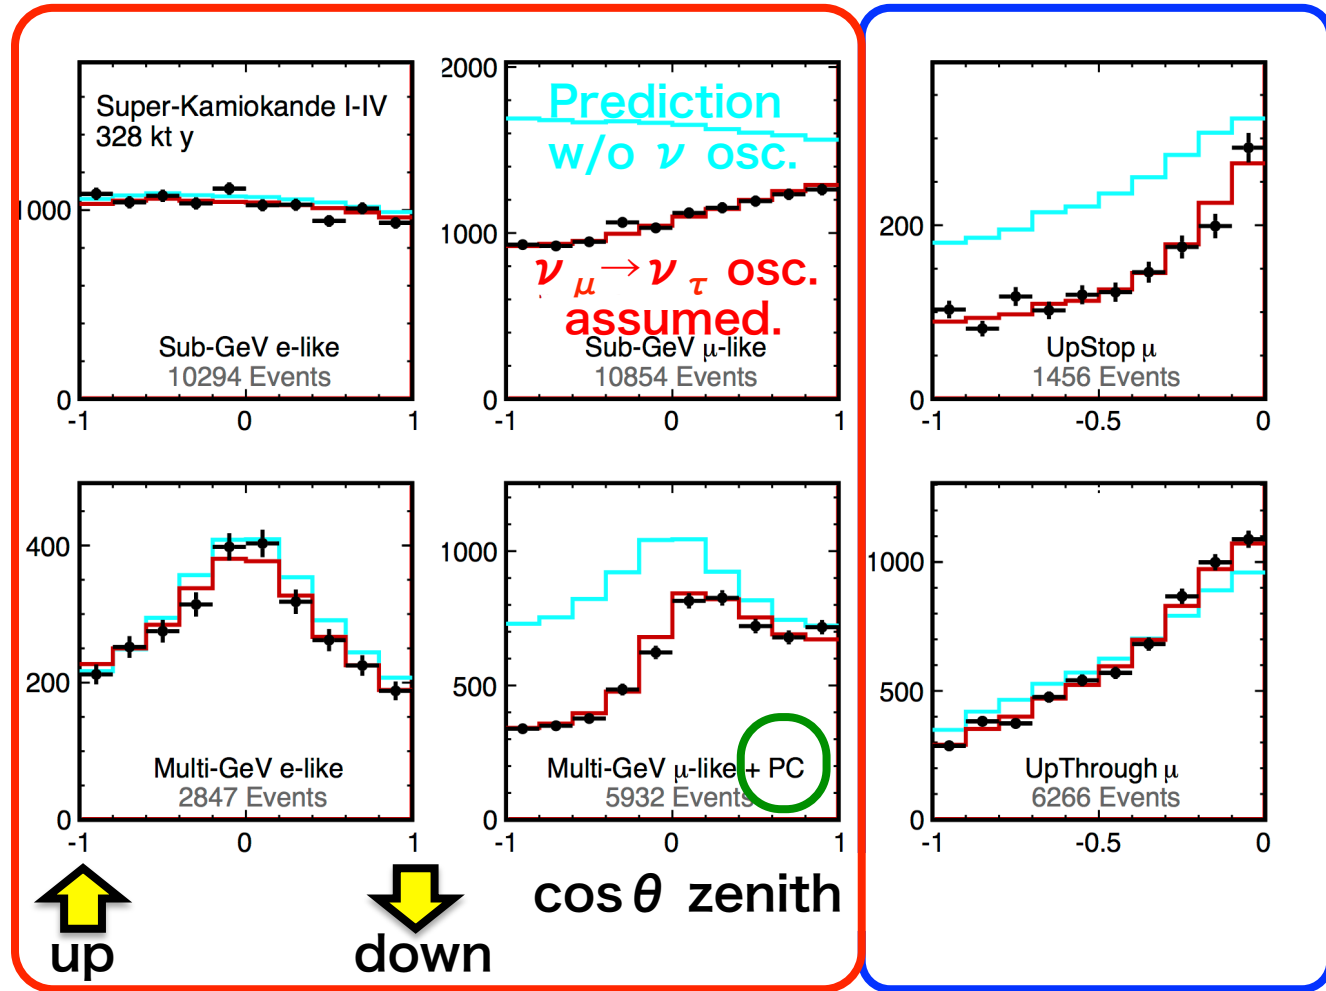 Super-Kamiokande I-IV
328 kt y
1000
0
Sub-GeV e-like
10294 Events
-1 0 1
2000
1000
0
Prediction
w/o ν osc.
ν μ → ν τ osc.
assumed.
Sub-GeV μ-like
10854 Events
-1 0 1
200
0
UpStop μ
1456 Events
-1 -0.5 0
400
200
0
Multi-GeV e-like
2847 Events
-1 0 1
1000
500
0
Multi-GeV μ-like + PC
5932 Events
-1 0 1
1000
500
0
UpThrough μ
6266 Events
-1 -0.5 0
up
down
cos θ zenith